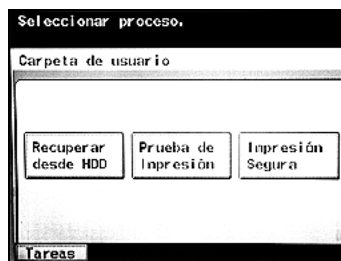 Seleccionar proceso.
Carpeta de usuario
Recuperar desde HDD
Prueba de Impresión
Impresión Segura
Tareas